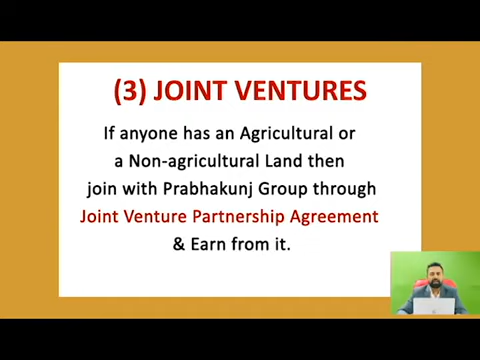 (3) JOINT VENTURES
If anyone has an Agricultural or
a Non-agricultural Land then
join with Prabhakunj Group through
Joint Venture Partnership Agreement
& Earn from it.